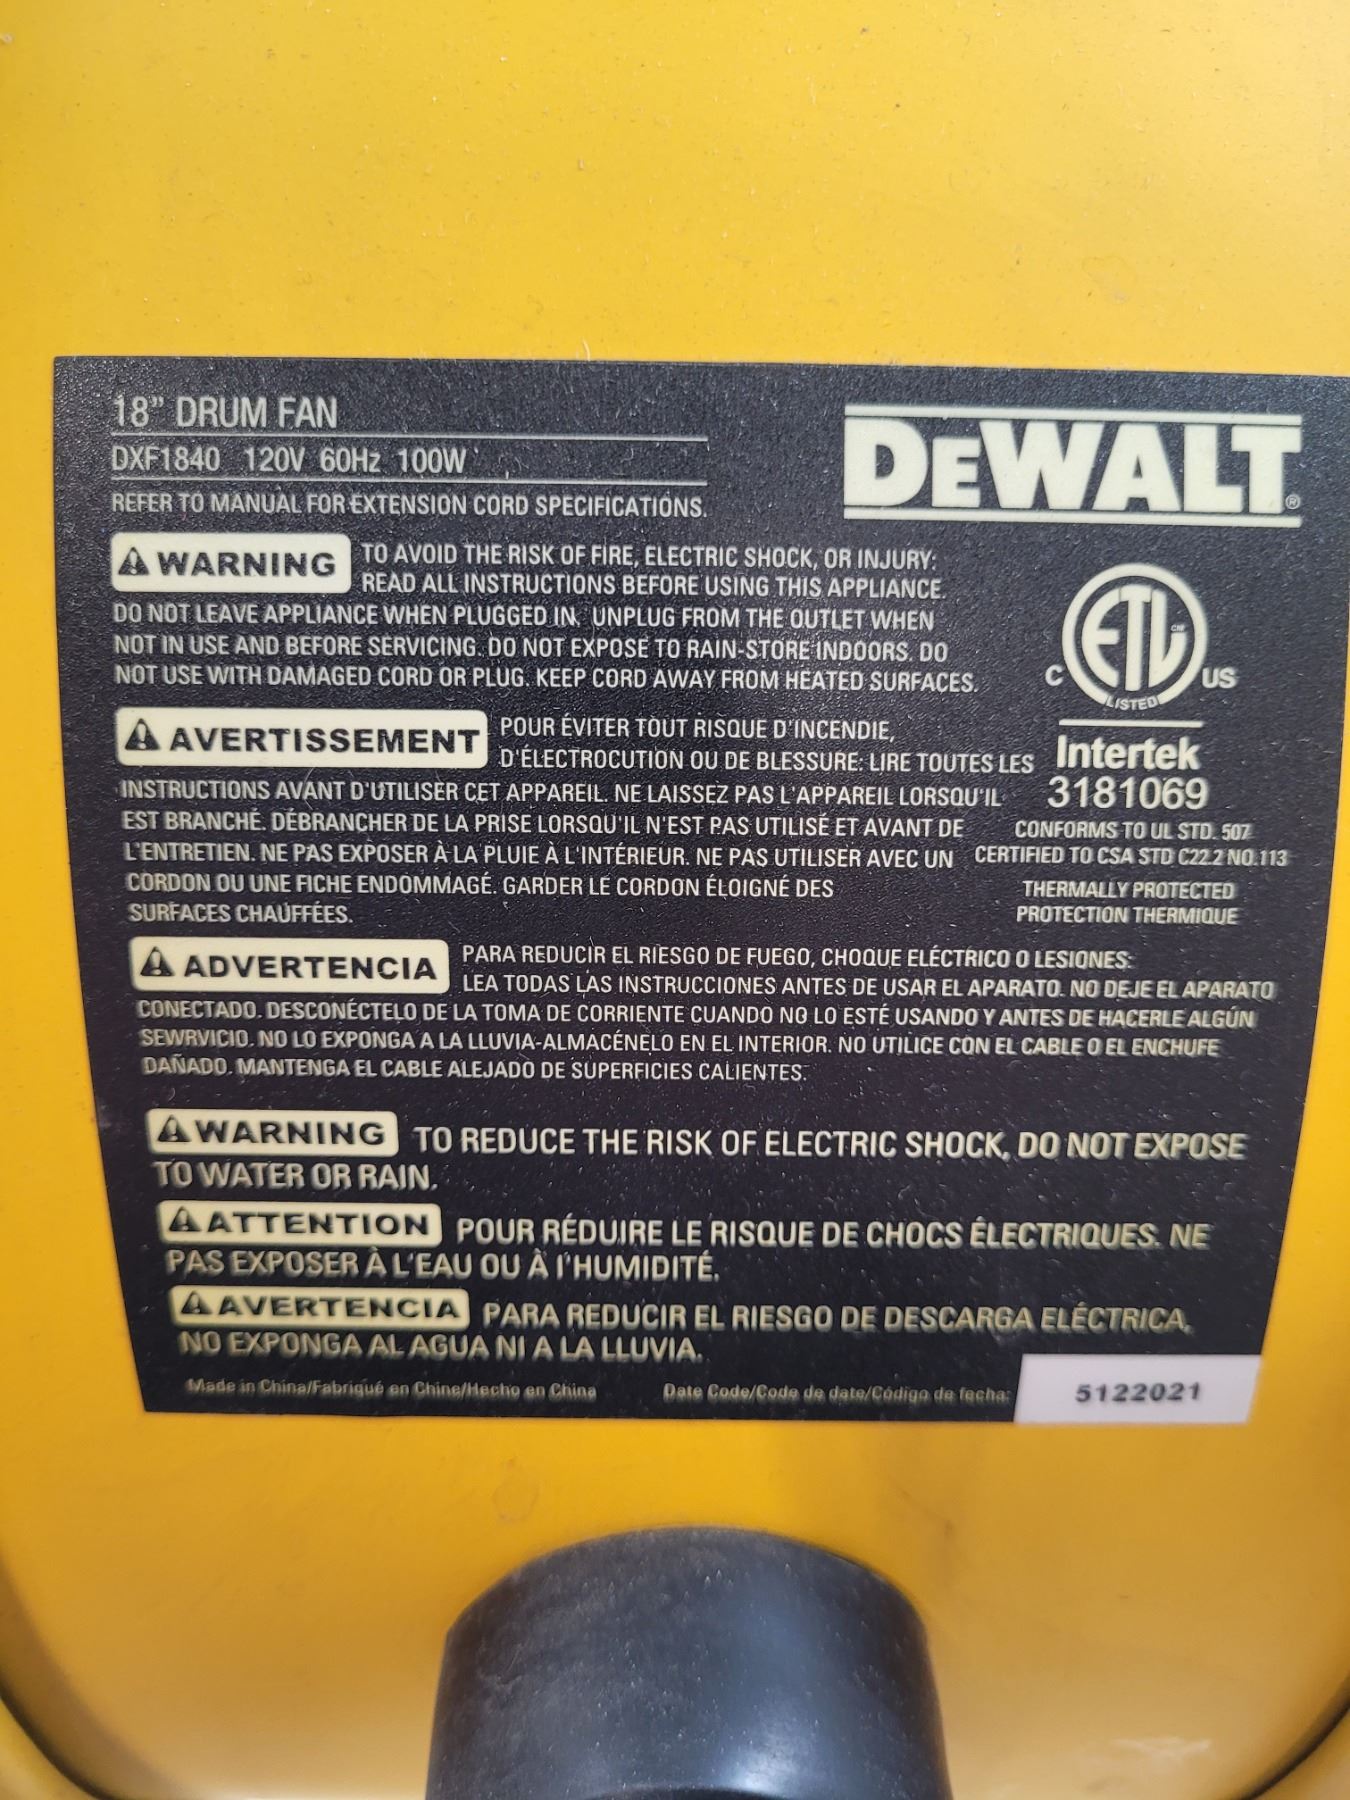 18” DRUM FAN
DXF1840 120V 60Hz 100W
REFER TO MANUAL FOR EXTENSION CORD SPECIFICATIONS.
DEWALT®
WARNING TO AVOID THE RISK OF FIRE, ELECTRIC SHOCK, OR INJURY:
READ ALL INSTRUCTIONS BEFORE USING THIS APPLIANCE.
DO NOT LEAVE APPLIANCE WHEN PLUGGED IN. UNPLUG FROM THE OUTLET WHEN
NOT IN USE AND BEFORE SERVICING. DO NOT EXPOSE TO RAIN-STORE INDOORS. DO
NOT USE WITH DAMAGED CORD OR PLUG. KEEP CORD AWAY FROM HEATED SURFACES.
C ETL CM US
LISTED
Intertek
3181069
CONFORMS TO UL STD. 507
CERTIFIED TO CSA STD C22.2 NO.113
THERMALLY PROTECTED
PROTECTION THERMIQUE
AVERTISSEMENT POUR ÉVITER TOUT RISQUE D'INCENDIE,
D'ÉLECTROCUTION OU DE BLESSURE: LIRE TOUTES LES
INSTRUCTIONS AVANT D'UTILISER CET APPAREIL. NE LAISSEZ PAS L'APPAREIL LORSQU'IL
EST BRANCHÉ. DÉBRANCHER DE LA PRISE LORSQU'IL N'EST PAS UTILISÉ ET AVANT DE
L'ENTRETIEN. NE PAS EXPOSER À LA PLUIE À L'INTÉRIEUR. NE PAS UTILISER AVEC UN
CORDON OU UNE FICHE ENDOMMAGÉ. GARDER LE CORDON ÉLOIGNÉ DES
SURFACES CHAUFFÉES.
ADVERTENCIA PARA REDUCIR EL RIESGO DE FUEGO, CHOQUE ELÉCTRICO O LESIONES:
LEA TODAS LAS INSTRUCCIONES ANTES DE USAR EL APARATO. NO DEJE EL APARATO
CONECTADO. DESCONÉCTELO DE LA TOMA DE CORRIENTE CUANDO NO LO ESTÉ USANDO Y ANTES DE HACERLE ALGÚN
SEWRVICIO. NO LO EXPONGA A LA LLUVIA-ALMACÉNELO EN EL INTERIOR. NO UTILICE CON EL CABLE O EL ENCHUFE
DAÑADO. MANTENGA EL CABLE ALEJADO DE SUPERFICIES CALIENTES.
WARNING TO REDUCE THE RISK OF ELECTRIC SHOCK, DO NOT EXPOSE
TO WATER OR RAIN.
ATTENTION POUR RÉDUIRE LE RISQUE DE CHOCS ÉLECTRIQUES. NE
PAS EXPOSER À L'EAU OU À l'HUMIDITÉ.
AVERTENCIA PARA REDUCIR EL RIESGO DE DESCARGA ELÉCTRICA,
NO EXPONGA AL AGUA NI A LA LLUVIA.
Made in China/Fabriqué en Chine/Hecho en China Date Code/Code de date/Código de fecha: 5122021